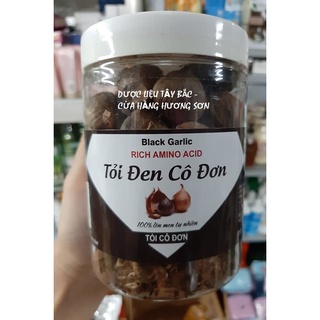 DƯỢC LIỆU TÂY BẮC -
CỬA HÀNG HƯƠNG SƠN
Black Garlic
RICH AMINO ACID
Tỏi Đen Cô Đơn
100% lên men tự nhiên
TỎI CÔ ĐƠN